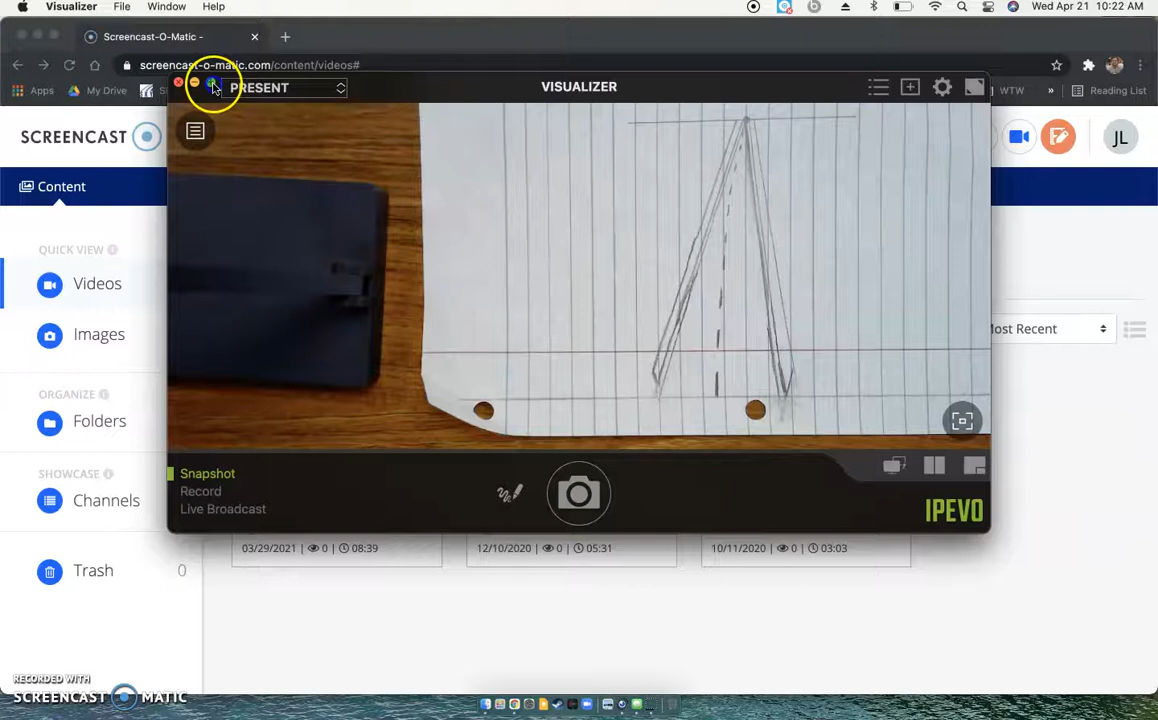 Visualizer File Window Help Wed Apr 21 10:22 AM
Screencast-O-Matic -
screencast-o-matic.com/content/videos#
Apps My Drive WTW » Reading List
PRESENT VISUALIZER
SCREENCAST JL
Content
QUICK VIEW
Videos
Images
Most Recent
ORGANIZE
Folders
SHOWCASE
Channels
Snapshot
Record
Live Broadcast
IPEVO
03/29/2021 | 0 | 08:39 12/10/2020 | 0 | 05:31 10/11/2020 | 0 | 03:03
Trash 0
RECORDED WITH
SCREENCAST MATIC